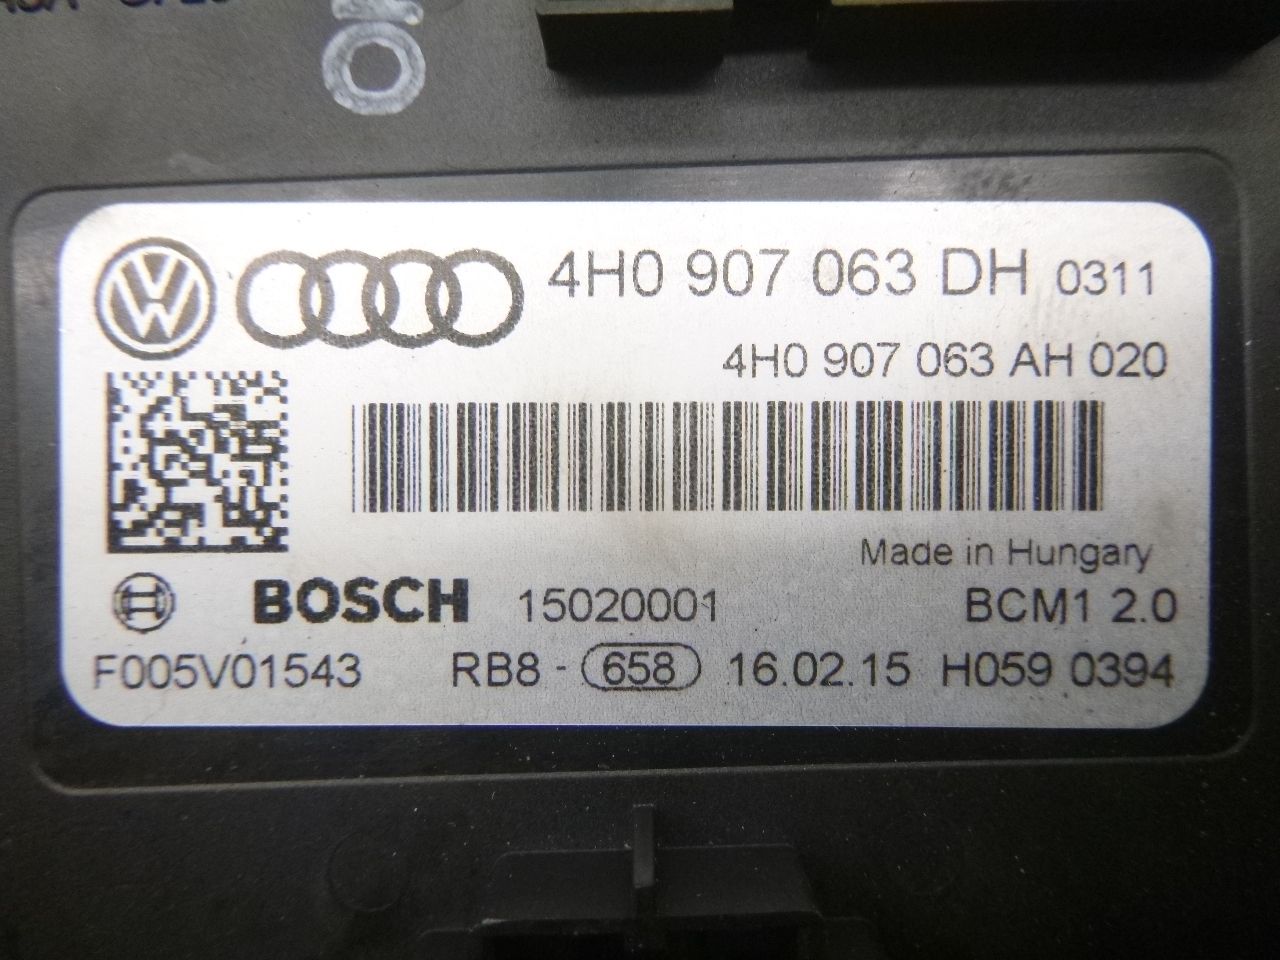 4H0 907 063 DH 0311
4H0 907 063 AH 020
Made in Hungary
BOSCH 15020001 BCM1 2.0
F005V01543 RB8 - 658 16.02.15 H059 0394